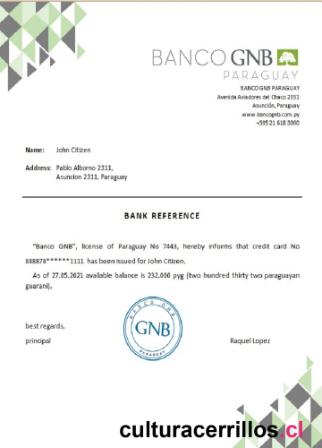 BANCO GNB
PARAGUAY
BANCO GNB PARAGUAY
Avenida Aviadores del Chaco 2351
Asunción, Paraguay
www.bancognb.com.py
+595 21 618 3000
Name: John Citizen
Address: Pablo Alborno 2311,
Asuncion 2311, Paraguay
BANK REFERENCE
"Banco GNB", license of Paraguay No 7443, hereby informs that credit card No
888878******1111 has been issued for John Citizen.
As of 27.05.2021 available balance is 232,000 pyg (two hundred thirty two paraguayan
guarani).
BANCO GNB
GNB
PARAGUAY
best regards,
principal
Raquel Lopez
culturacerrillos.cl